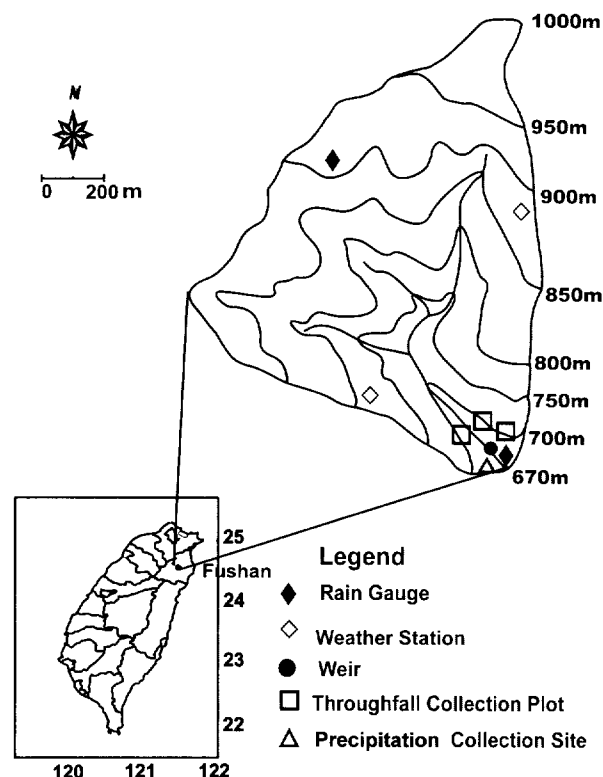 1000m
N
950m
0 200 m
900m
850m
800m
750m
700m
670m
25
Fushan
24
23
22
120 121 122
Legend
Rain Gauge
Weather Station
Weir
Throughfall Collection Plot
Precipitation Collection Site